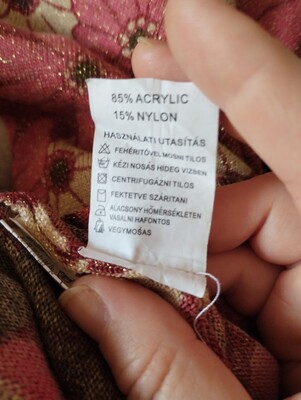 85% ACRYLIC
15% NYLON
HASZNÁLATI UTASÍTÁS
FEHÉRÍTŐVEL MOSNI TILOS
KÉZI NOSÁS HIDEG VÍZBEN
CENTRIFUGÁZNI TILOS
FEKTETVE SZÁRÍTANI
ALACSONY HŐMÉRSÉKLETEN
VASALNI HAFONTOS
VEGYMOSÁS